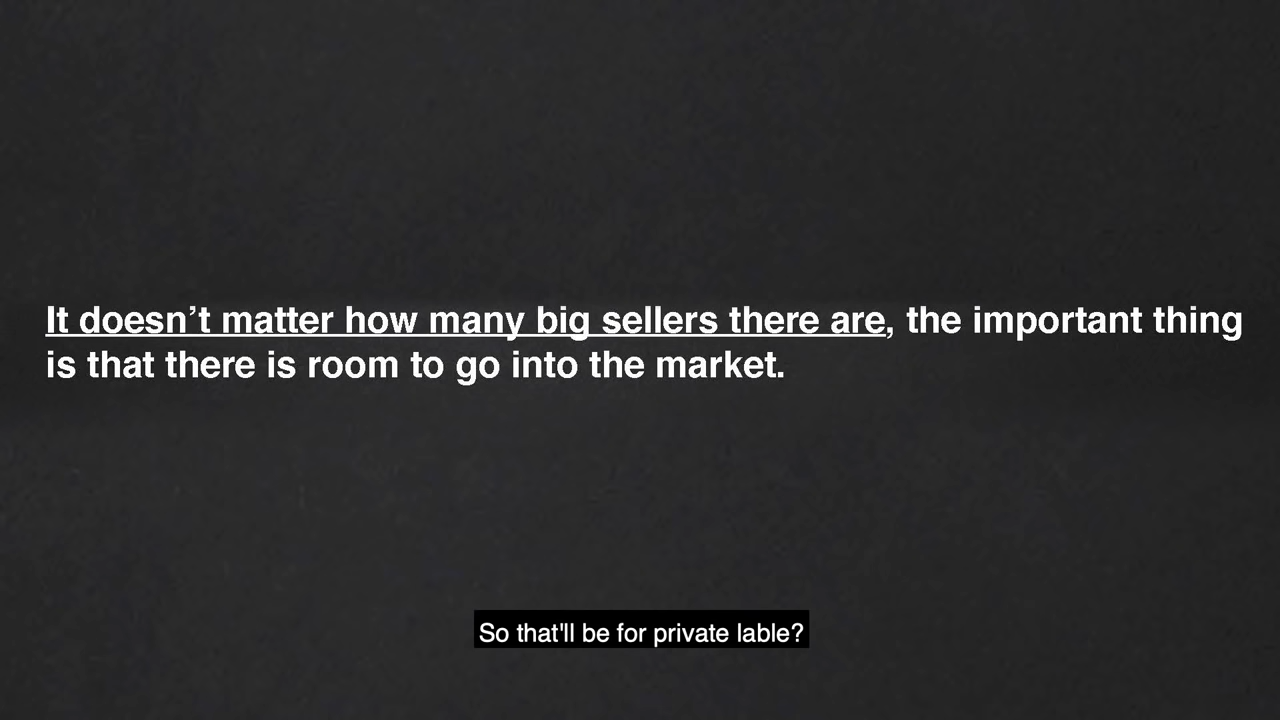 It doesn’t matter how many big sellers there are, the important thing
is that there is room to go into the market.
So that'll be for private lable?